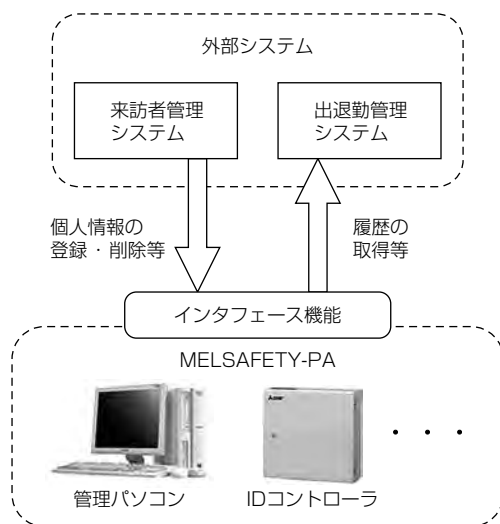 外部システム
来訪者管理
システム
出退勤管理
システム
個人情報の
登録・削除等
履歴の
取得等
インタフェース機能
MELSAFETY-PA
・・・
管理パソコン
IDコントローラ